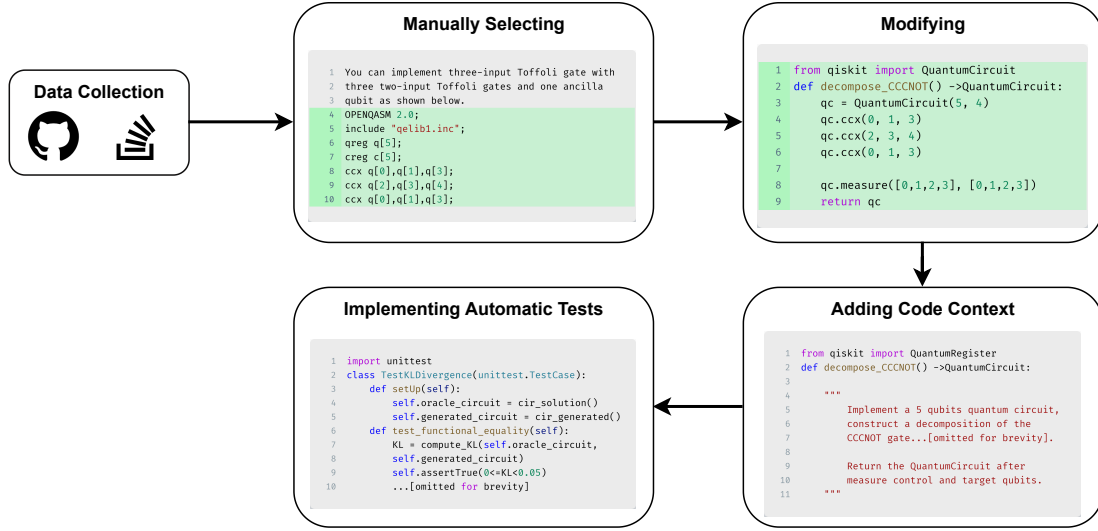 Data Collection
Manually Selecting
1 You can implement three-input Toffoli gate with
2 three two-input Toffoli gates and one ancilla
3 qubit as shown below.
4 OPENQASM 2.0;
5 include "qelib1.inc";
6 qreg q[5];
7 creg c[5];
8 ccx q[0],q[1],q[3];
9 ccx q[2],q[3],q[4];
10 ccx q[0],q[1],q[3];
Modifying
1 from qiskit import QuantumCircuit
2 def decompose_CCCNOT() ->QuantumCircuit:
3 qc = QuantumCircuit(5, 4)
4 qc.ccx(0, 1, 3)
5 qc.ccx(2, 3, 4)
6 qc.ccx(0, 1, 3)
7
8 qc.measure([0,1,2,3], [0,1,2,3])
9 return qc
Adding Code Context
1 from qiskit import QuantumRegister
2 def decompose_CCCNOT() ->QuantumCircuit:
3
4 """
5 Implement a 5 qubits quantum circuit,
6 construct a decomposition of the
7 CCCNOT gate...[omitted for brevity].
8
9 Return the QuantumCircuit after
10 measure control and target qubits.
11 """
Implementing Automatic Tests
1 import unittest
2 class TestKLDivergence(unittest.TestCase):
3 def setUp(self):
4 self.oracle_circuit = cir_solution()
5 self.generated_circuit = cir_generated()
6 def test_functional_equality(self):
7 KL = compute_KL(self.oracle_circuit,
8 self.generated_circuit)
9 self.assertTrue(0<=KL<0.05)
10 ...[omitted for brevity]